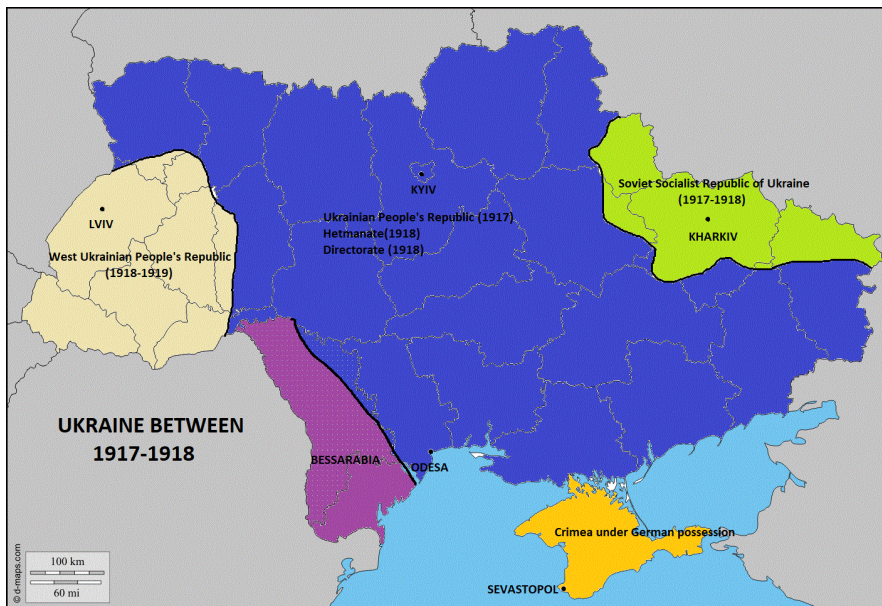 KYIV
Soviet Socialist Republic of Ukraine
(1917-1918)
KHARKIV
LVIV
Ukrainian People's Republic (1917)
Hetmanate(1918)
Directorate (1918)
West Ukrainian People's Republic
(1918-1919)
UKRAINE BETWEEN
1917-1918
BESSARABIA
ODESA
Crimea under German possession
SEVASTOPOL
100 km
60 mi
© d-maps.com